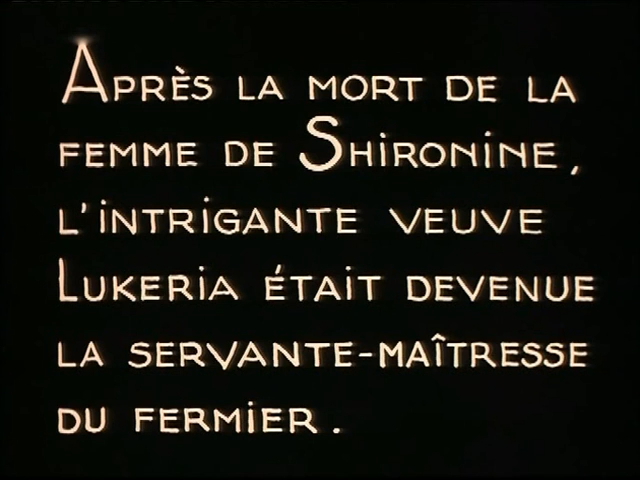 Après la mort de la
femme de Shironine,
l'intrigante veuve
Lukeria était devenue
la servante-maîtresse
du fermier.